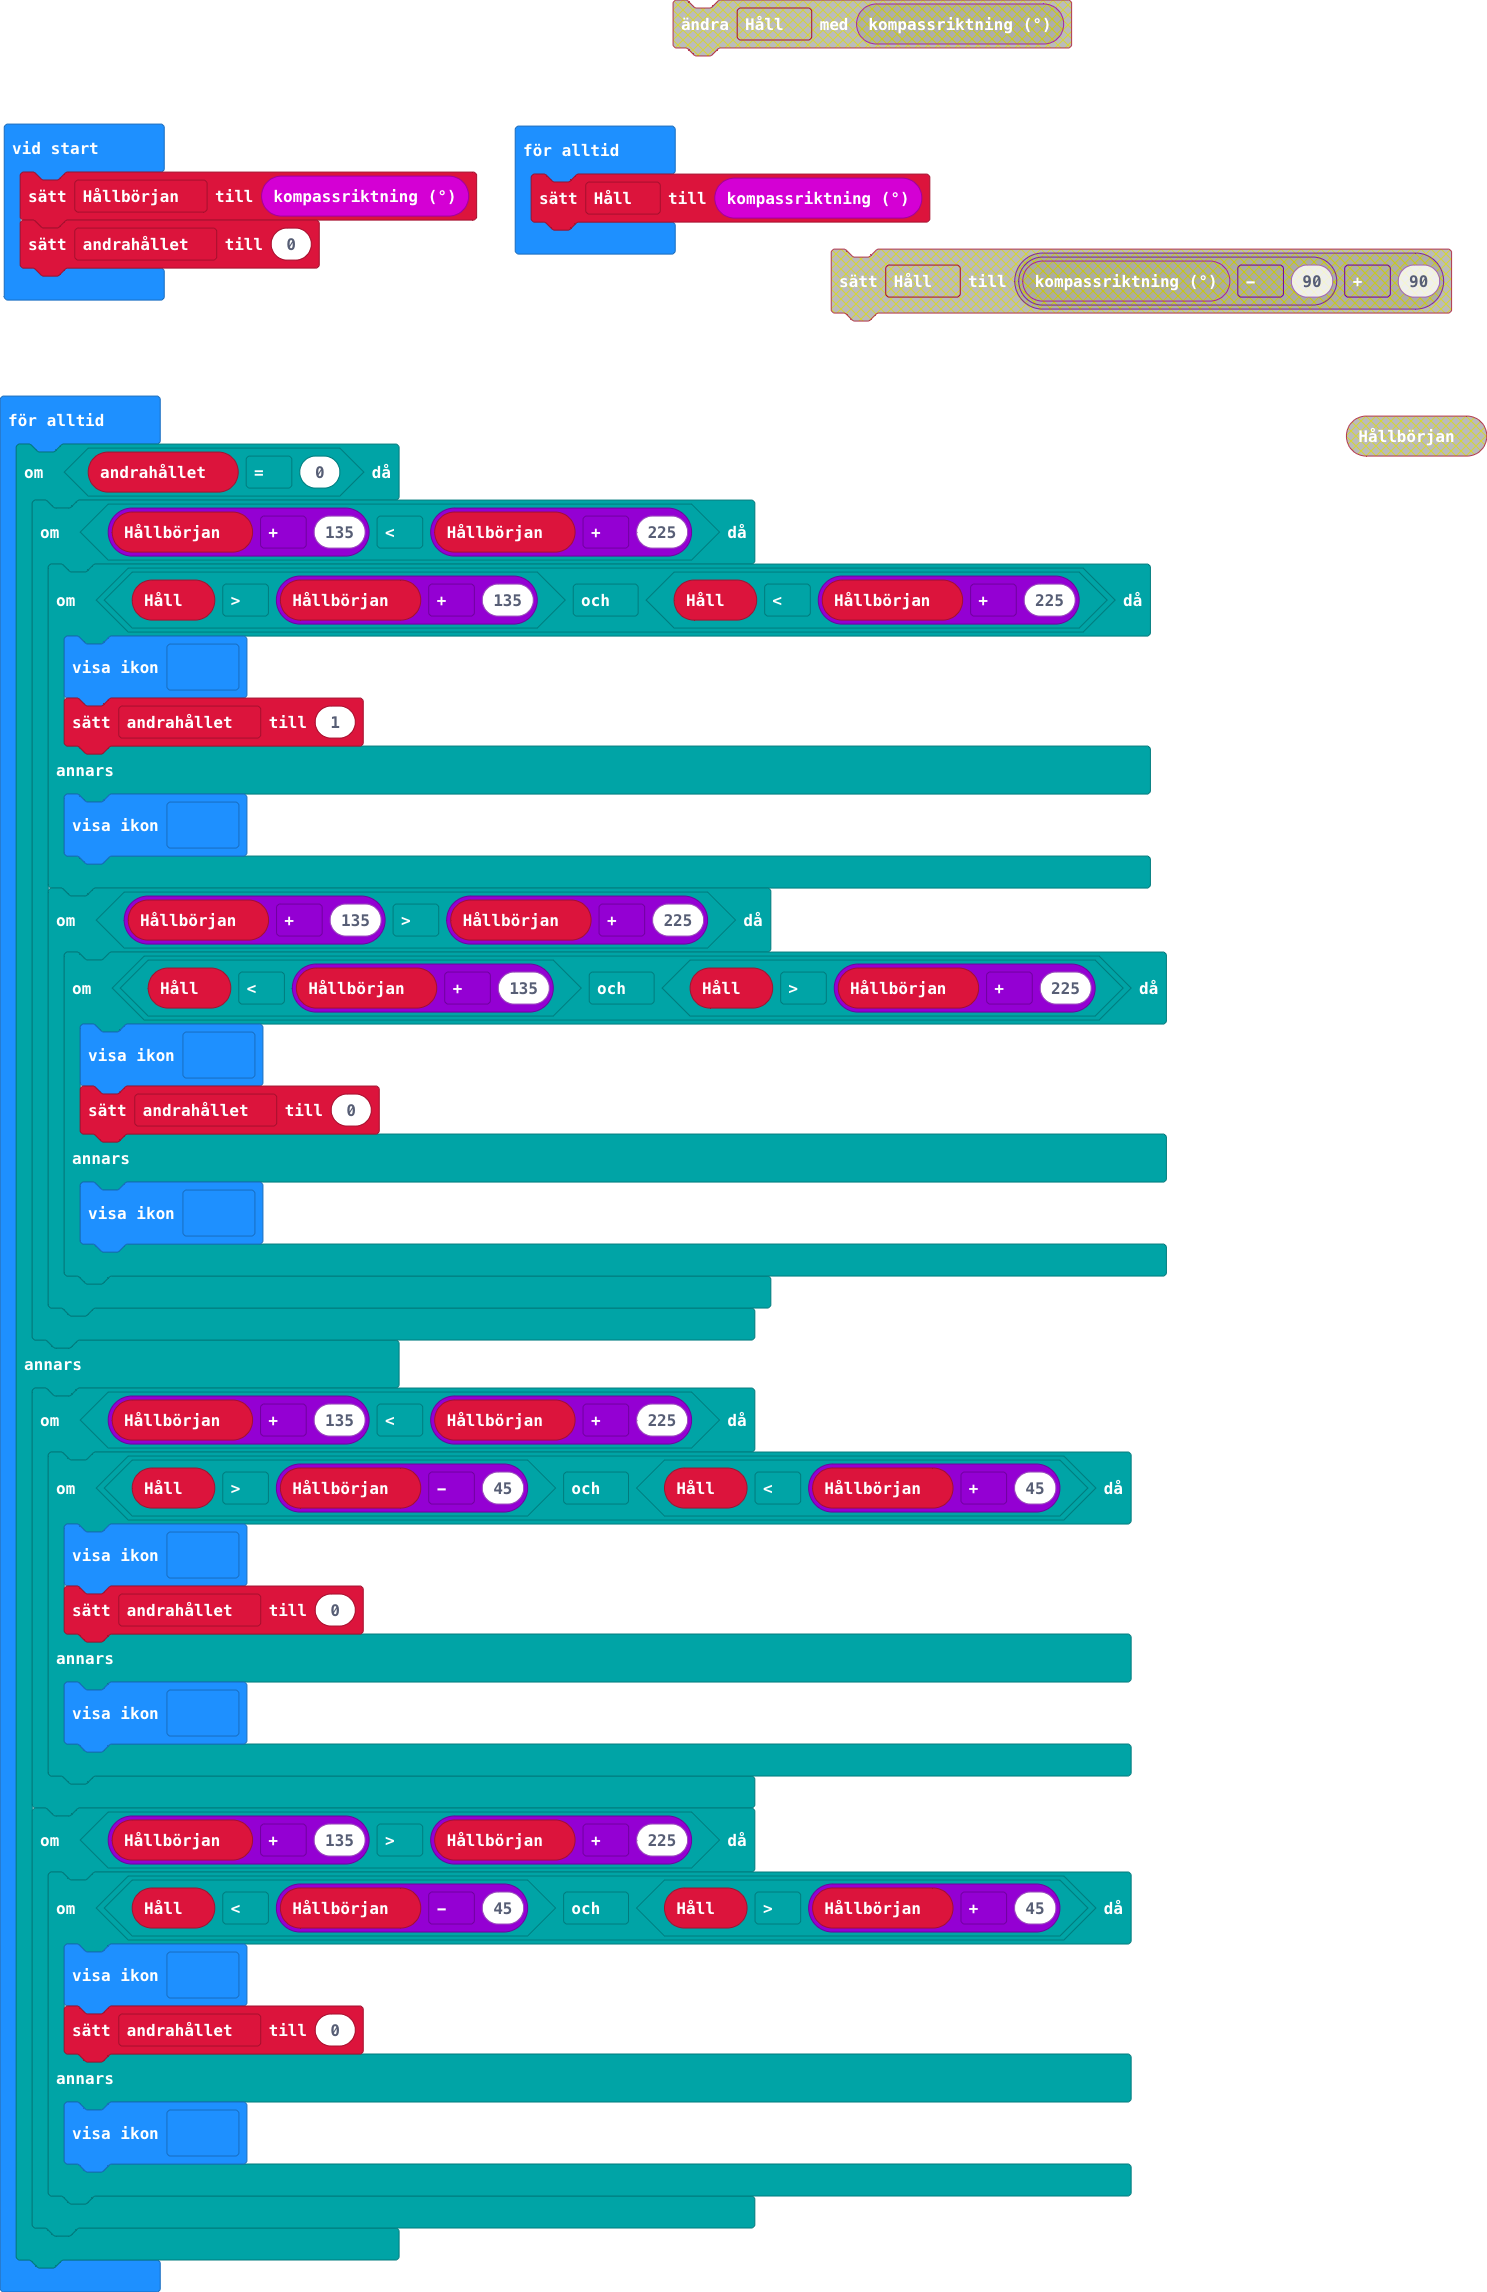 ändra Håll med kompassriktning (°)
vid start
sätt Hållbörjan till kompassriktning (°)
sätt andrahållet till 0
för alltid
sätt Håll till kompassriktning (°)
sätt Håll till kompassriktning (°) - 90 + 90
för alltid
Hållbörjan
om andrahållet = 0 då
om Hållbörjan + 135 < Hållbörjan + 225 då
om Håll > Hållbörjan + 135 och Håll < Hållbörjan + 225 då
visa ikon
sätt andrahållet till 1
annars
visa ikon
om Hållbörjan + 135 > Hållbörjan + 225 då
om Håll < Hållbörjan + 135 och Håll > Hållbörjan + 225 då
visa ikon
sätt andrahållet till 0
annars
visa ikon
annars
om Hållbörjan + 135 < Hållbörjan + 225 då
om Håll > Hållbörjan - 45 och Håll < Hållbörjan + 45 då
visa ikon
sätt andrahållet till 0
annars
visa ikon
om Hållbörjan + 135 > Hållbörjan + 225 då
om Håll < Hållbörjan - 45 och Håll > Hållbörjan + 45 då
visa ikon
sätt andrahållet till 0
annars
visa ikon